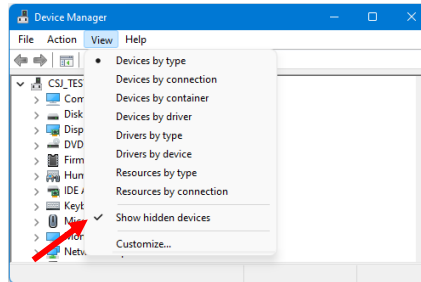 Device Manager
File Action View Help
Devices by type
Devices by connection
Devices by container
Devices by driver
Drivers by type
Drivers by device
Resources by type
Resources by connection
Show hidden devices
Customize...
CSJ_TES
Com
Disk
Disp
DVD
Firm
Hum
IDE
Keyb
Netw